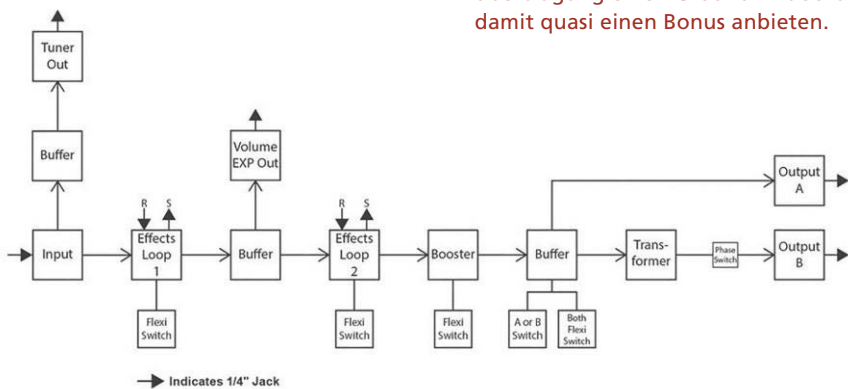 damit quasi einen Bonus anbieten.
Tuner
Out
Buffer
Volume
EXP Out
Output
A
R
S
R
S
Input
Effects
Loop
1
Buffer
Effects
Loop
2
Booster
Buffer
Trans-
former
Phase
Switch
Output
B
Flexi
Switch
Flexi
Switch
Flexi
Switch
A or B
Switch
Both
Flexi
Switch
Indicates 1/4" Jack